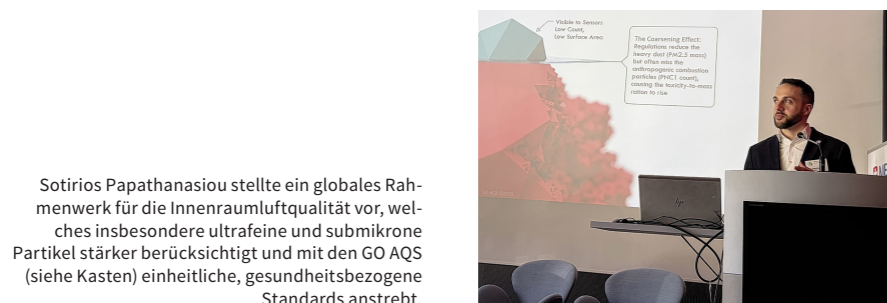 Visible to Sensors
Low Count,
Low Surface Area
The Coarsening Effect:
Regulations reduce the
heavy dust (PM2.5 mass)
but often miss the
anthropogenic combustion
particles (PNC1 count),
causing the toxicity-to-mass
ration to rise
Sotirios Papathanasiou stellte ein globales Rah-
menwerk für die Innenraumluftqualität vor, wel-
ches insbesondere ultrafeine und submikrone
Partikel stärker berücksichtigt und mit den GO AQS
(siehe Kasten) einheitliche, gesundheitsbezogene
Standards anstrebt.
hp